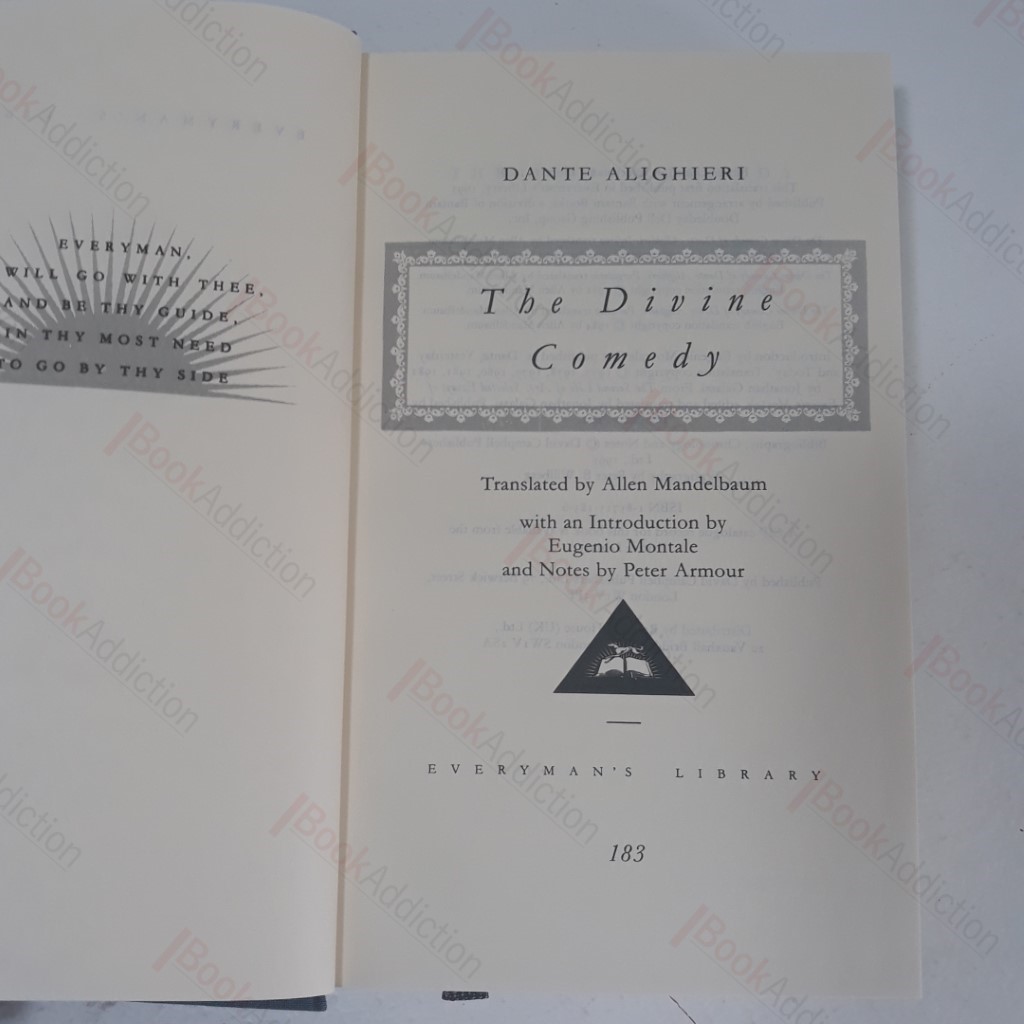 EVERYMAN,
WILL GO WITH THEE,
AND BE THY GUIDE,
IN THY MOST NEED
TO GO BY THY SIDE
DANTE ALIGHIERI
The Divine
Comedy
Translated by Allen Mandelbaum
with an Introduction by
Eugenio Montale
and Notes by Peter Armour
EVERYMAN'S LIBRARY
183
BookAddiction